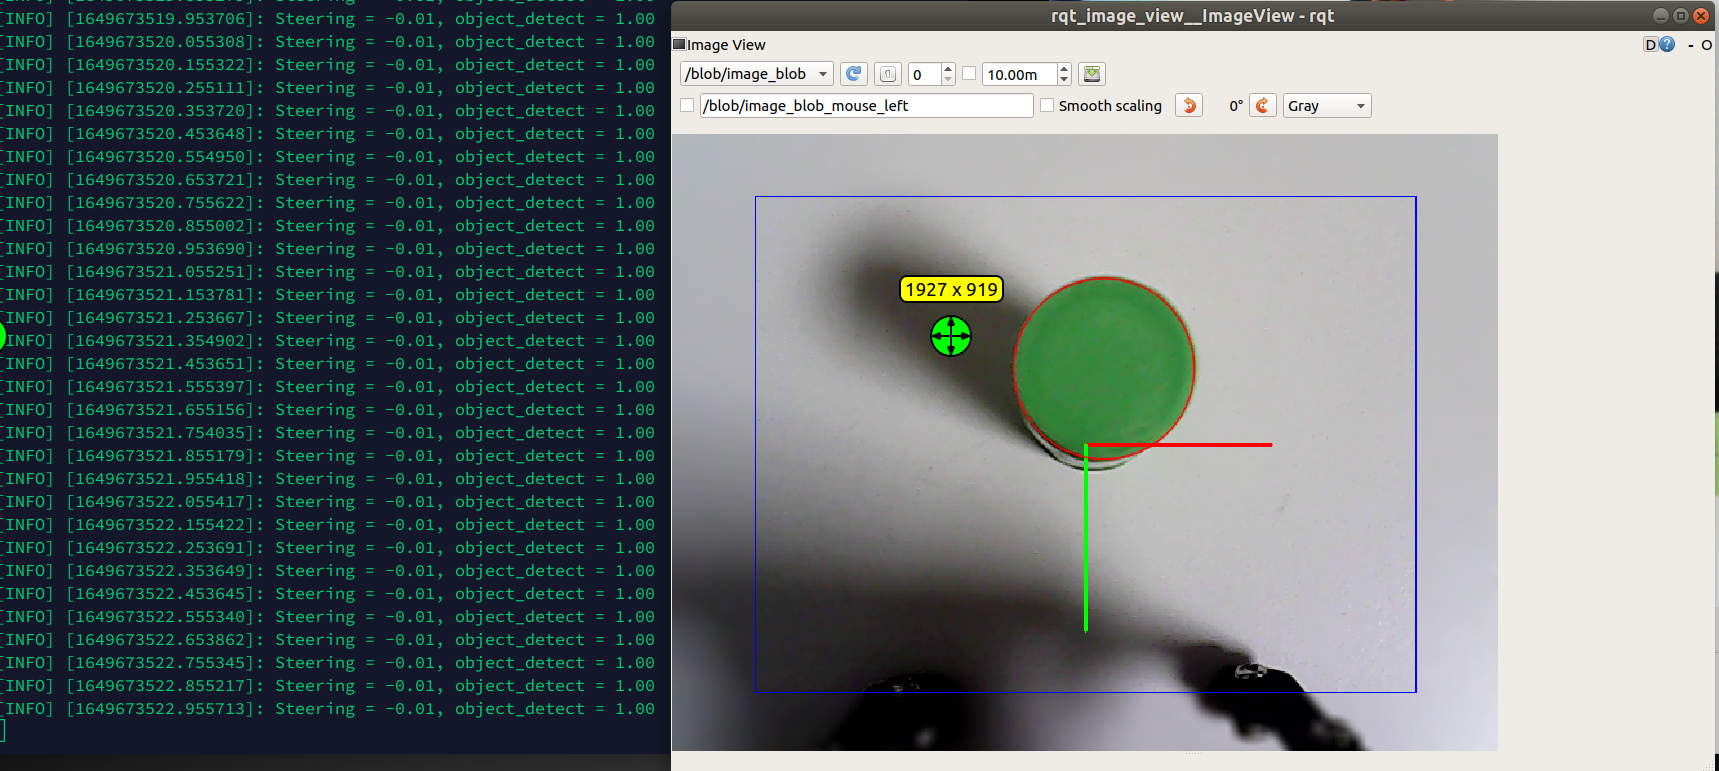 [INFO] [1649673519.953706]: Steering = -0.01, object_detect = 1.00
[INFO] [1649673520.055308]: Steering = -0.01, object_detect = 1.00
[INFO] [1649673520.155322]: Steering = -0.01, object_detect = 1.00
[INFO] [1649673520.255111]: Steering = -0.01, object_detect = 1.00
[INFO] [1649673520.353720]: Steering = -0.01, object_detect = 1.00
[INFO] [1649673520.453648]: Steering = -0.01, object_detect = 1.00
[INFO] [1649673520.554950]: Steering = -0.01, object_detect = 1.00
[INFO] [1649673520.653721]: Steering = -0.01, object_detect = 1.00
[INFO] [1649673520.755622]: Steering = -0.01, object_detect = 1.00
[INFO] [1649673520.855002]: Steering = -0.01, object_detect = 1.00
[INFO] [1649673520.953690]: Steering = -0.01, object_detect = 1.00
[INFO] [1649673521.055251]: Steering = -0.01, object_detect = 1.00
[INFO] [1649673521.153781]: Steering = -0.01, object_detect = 1.00
[INFO] [1649673521.253667]: Steering = -0.01, object_detect = 1.00
INFO] [1649673521.354902]: Steering = -0.01, object_detect = 1.00
[INFO] [1649673521.453651]: Steering = -0.01, object_detect = 1.00
[INFO] [1649673521.555397]: Steering = -0.01, object_detect = 1.00
[INFO] [1649673521.655156]: Steering = -0.01, object_detect = 1.00
[INFO] [1649673521.754035]: Steering = -0.01, object_detect = 1.00
[INFO] [1649673521.855179]: Steering = -0.01, object_detect = 1.00
[INFO] [1649673521.955418]: Steering = -0.01, object_detect = 1.00
[INFO] [1649673522.055417]: Steering = -0.01, object_detect = 1.00
[INFO] [1649673522.155422]: Steering = -0.01, object_detect = 1.00
[INFO] [1649673522.253691]: Steering = -0.01, object_detect = 1.00
[INFO] [1649673522.353649]: Steering = -0.01, object_detect = 1.00
[INFO] [1649673522.453645]: Steering = -0.01, object_detect = 1.00
[INFO] [1649673522.555340]: Steering = -0.01, object_detect = 1.00
[INFO] [1649673522.653862]: Steering = -0.01, object_detect = 1.00
[INFO] [1649673522.755345]: Steering = -0.01, object_detect = 1.00
[INFO] [1649673522.855217]: Steering = -0.01, object_detect = 1.00
[INFO] [1649673522.955713]: Steering = -0.01, object_detect = 1.00
rqt_image_view__ImageView - rqt
Image View D ? - O
/blob/image_blob 0 10.00m
/blob/image_blob_mouse_left Smooth scaling 0° Gray
1927 x 919